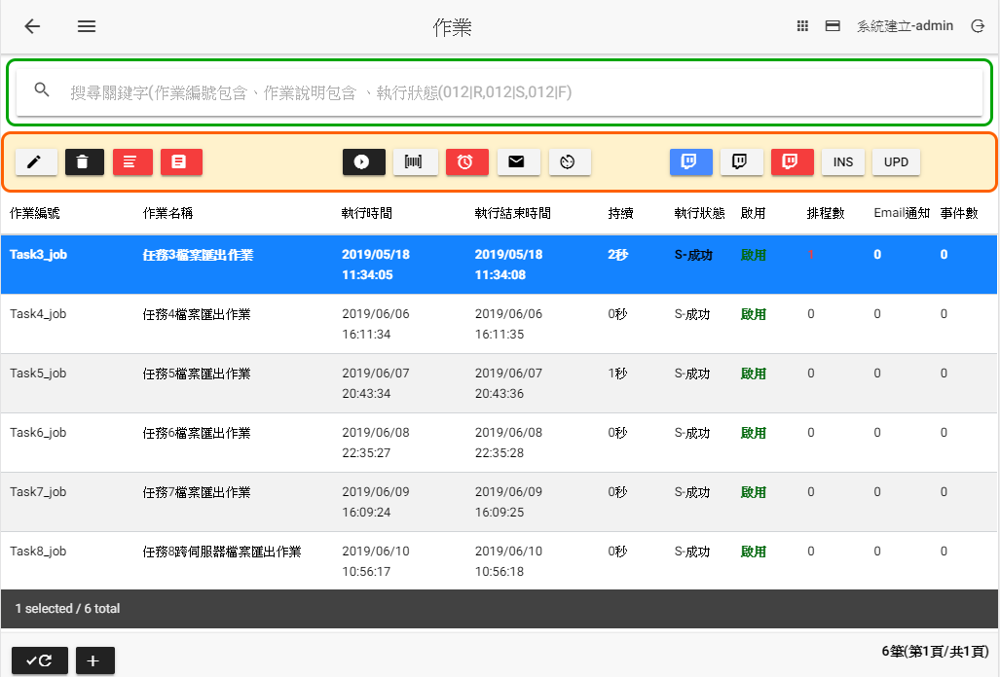 作業
系統建立-admin
搜尋關鍵字(作業編號包含、作業說明包含 、執行狀態(012|R,012|S,012|F)
INS UPD
作業編號 作業名稱 執行時間 執行結束時間 持續 執行狀態 啟用 排程數 Email通知 事件數
Task3_job 任務3檔案匯出作業 2019/05/18 2019/05/18 2秒 S-成功 啟用 1 0 0
11:34:05 11:34:08
Task4_job 任務4檔案匯出作業 2019/06/06 2019/06/06 0秒 S-成功 啟用 0 0 0
16:11:34 16:11:35
Task5_job 任務5檔案匯出作業 2019/06/07 2019/06/07 1秒 S-成功 啟用 0 0 0
20:43:34 20:43:36
Task6_job 任務6檔案匯出作業 2019/06/08 2019/06/08 0秒 S-成功 啟用 0 0 0
22:35:27 22:35:28
Task7_job 任務7檔案匯出作業 2019/06/09 2019/06/09 0秒 S-成功 啟用 0 0 0
16:09:24 16:09:25
Task8_job 任務8跨伺服器檔案匯出作業 2019/06/10 2019/06/10 0秒 S-成功 啟用 0 0 0
10:56:17 10:56:18
1 selected / 6 total
6筆(第1頁/共1頁)